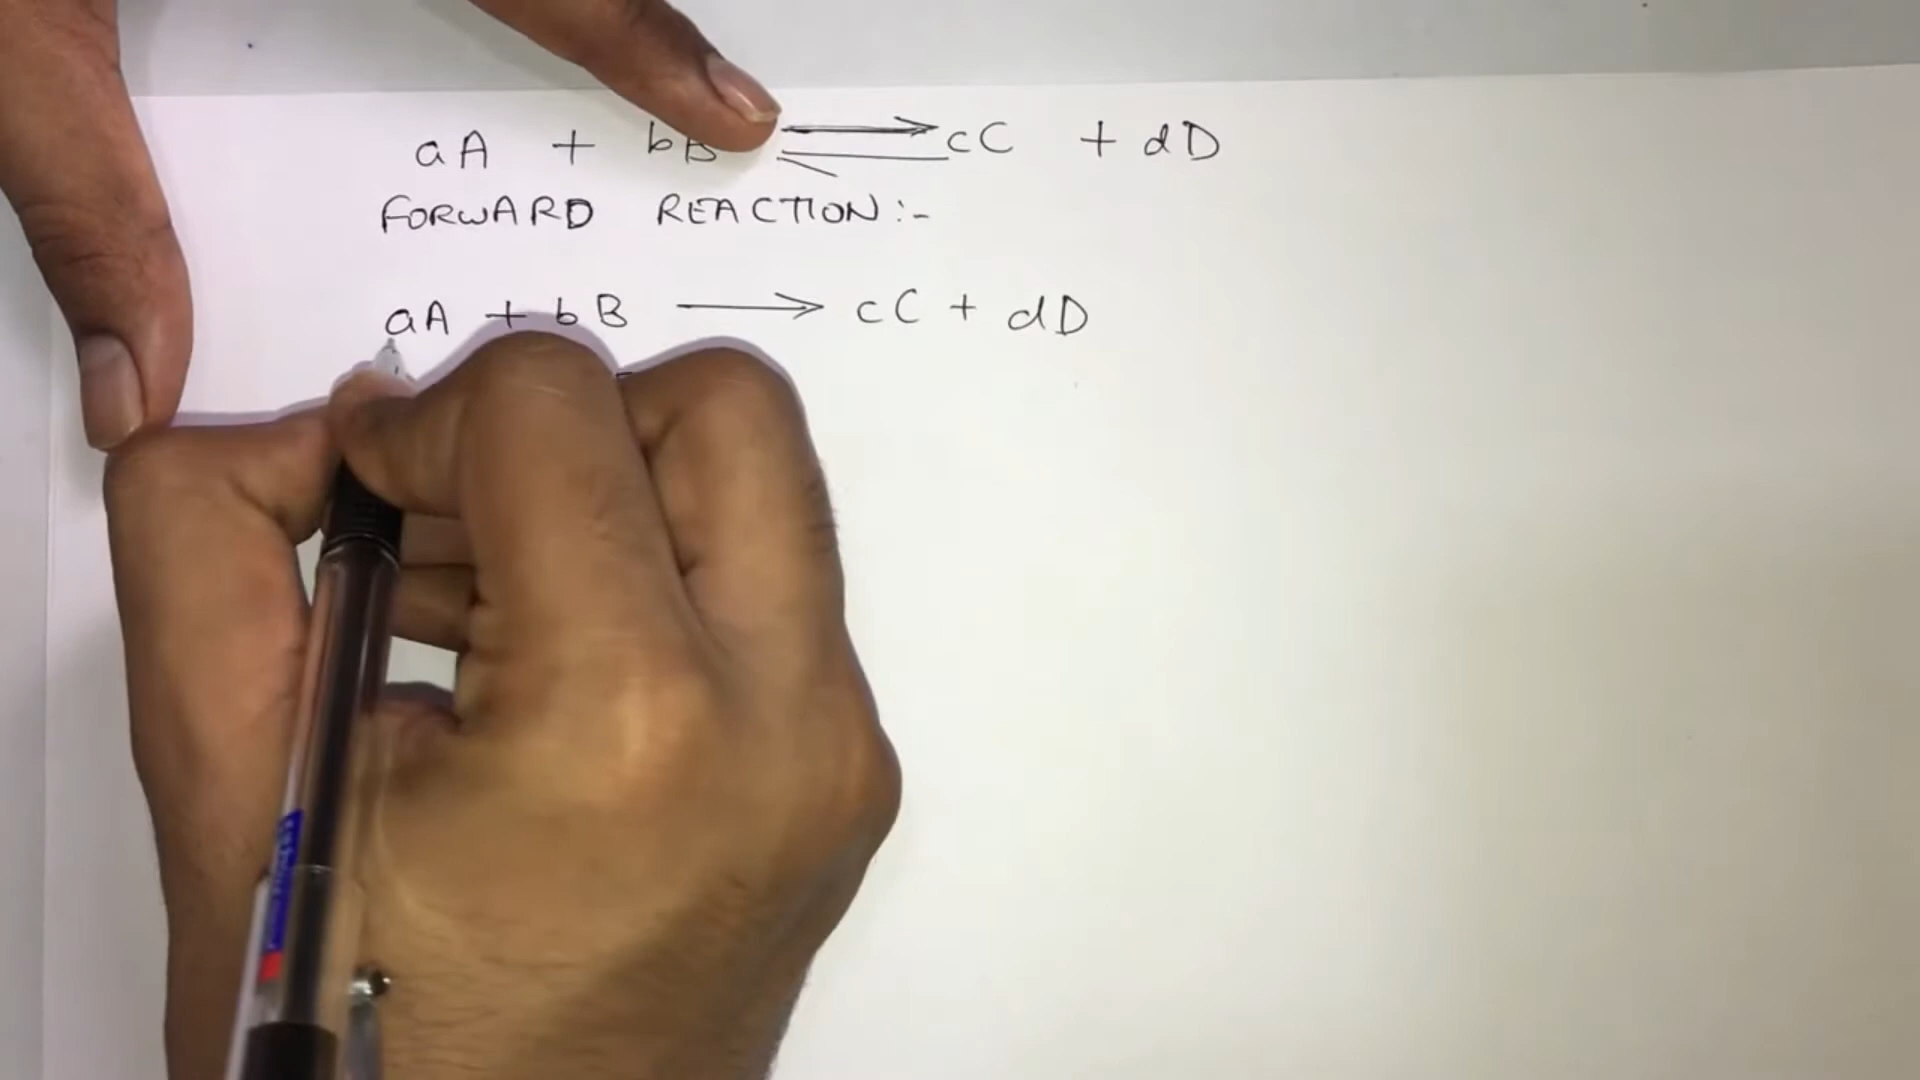 aA + bB ⇌ cC + dD
FORWARD REACTION:-
aA + bB ⟶ cC + dD